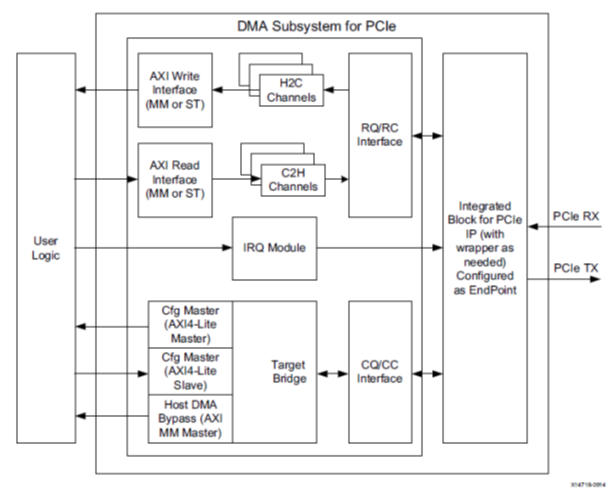 DMA Subsystem for PCIe
AXI Write
Interface
(MM or ST)
H2C
Channels
RQ/RC
Interface
AXI Read
Interface
(MM or ST)
C2H
Channels
User
Logic
IRQ Module
Integrated
Block for PCIe
IP (with
wrapper as
needed)
Configured
as EndPoint
PCIe RX
PCIe TX
Cfg Master
(AXI4-Lite
Master)
Cfg Master
(AXI4-Lite
Slave)
Host DMA
Bypass (AXI
MM Master)
Target
Bridge
CQ/CC
Interface